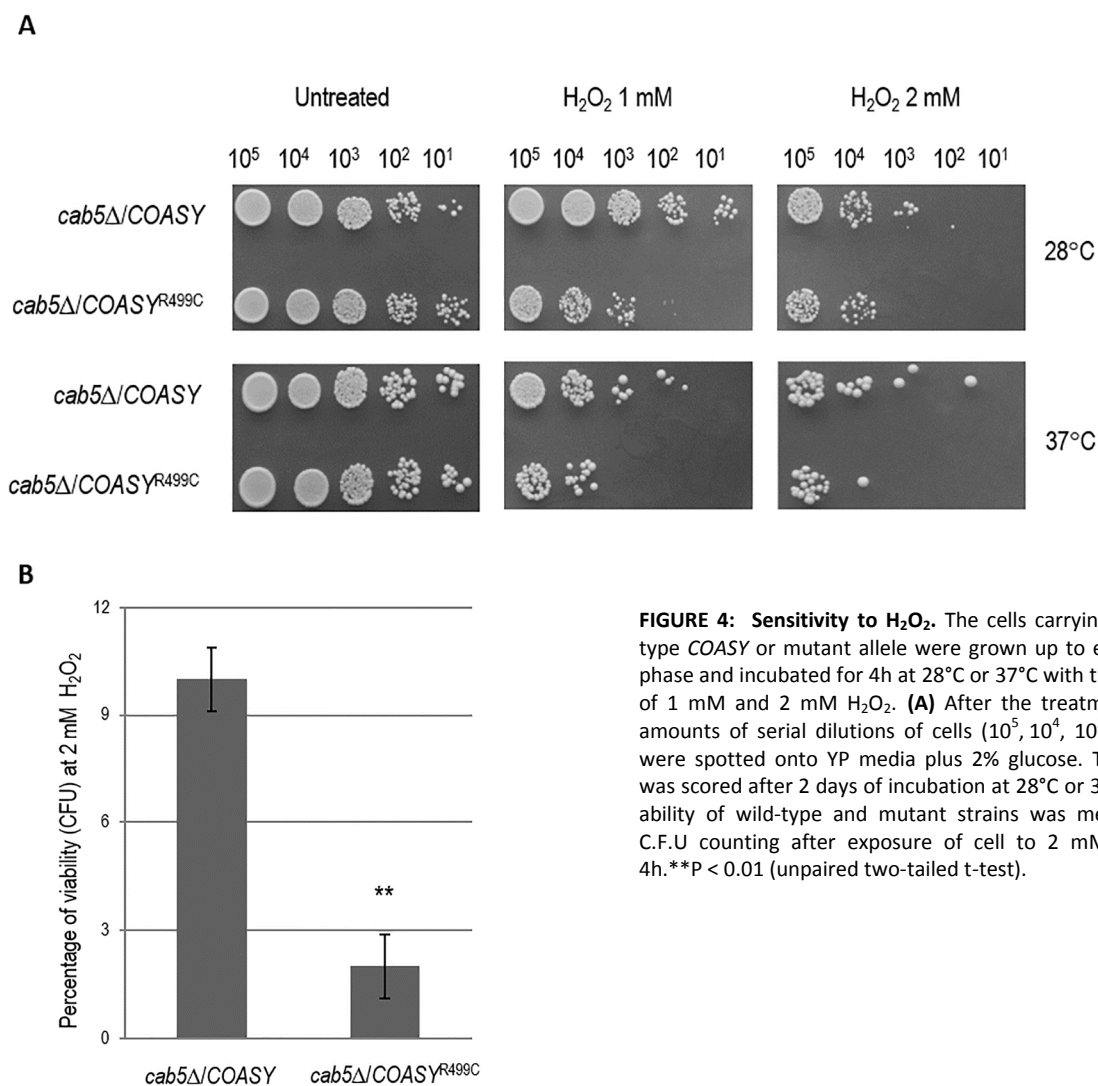 A
Untreated H₂O₂ 1 mM H₂O₂ 2 mM
10⁵ 10⁴ 10³ 10² 10¹ 10⁵ 10⁴ 10³ 10² 10¹ 10⁵ 10⁴ 10³ 10² 10¹
cab5Δ/COASY
28°C
cab5Δ/COASYᴿ⁴⁹⁹ᶜ
cab5Δ/COASY
37°C
cab5Δ/COASYᴿ⁴⁹⁹ᶜ
B
Percentage of viability (CFU) at 2 mM H₂O₂
12
9
6
3
0
**
cab5Δ/COASY cab5Δ/COASYᴿ⁴⁹⁹ᶜ
FIGURE 4: Sensitivity to H₂O₂. The cells carryin
type COASY or mutant allele were grown up to e
phase and incubated for 4h at 28°C or 37°C with t
of 1 mM and 2 mM H₂O₂. (A) After the treatm
amounts of serial dilutions of cells (10⁵, 10⁴, 10
were spotted onto YP media plus 2% glucose. T
was scored after 2 days of incubation at 28°C or 3
ability of wild-type and mutant strains was me
C.F.U counting after exposure of cell to 2 mM
4h.**P < 0.01 (unpaired two-tailed t-test).